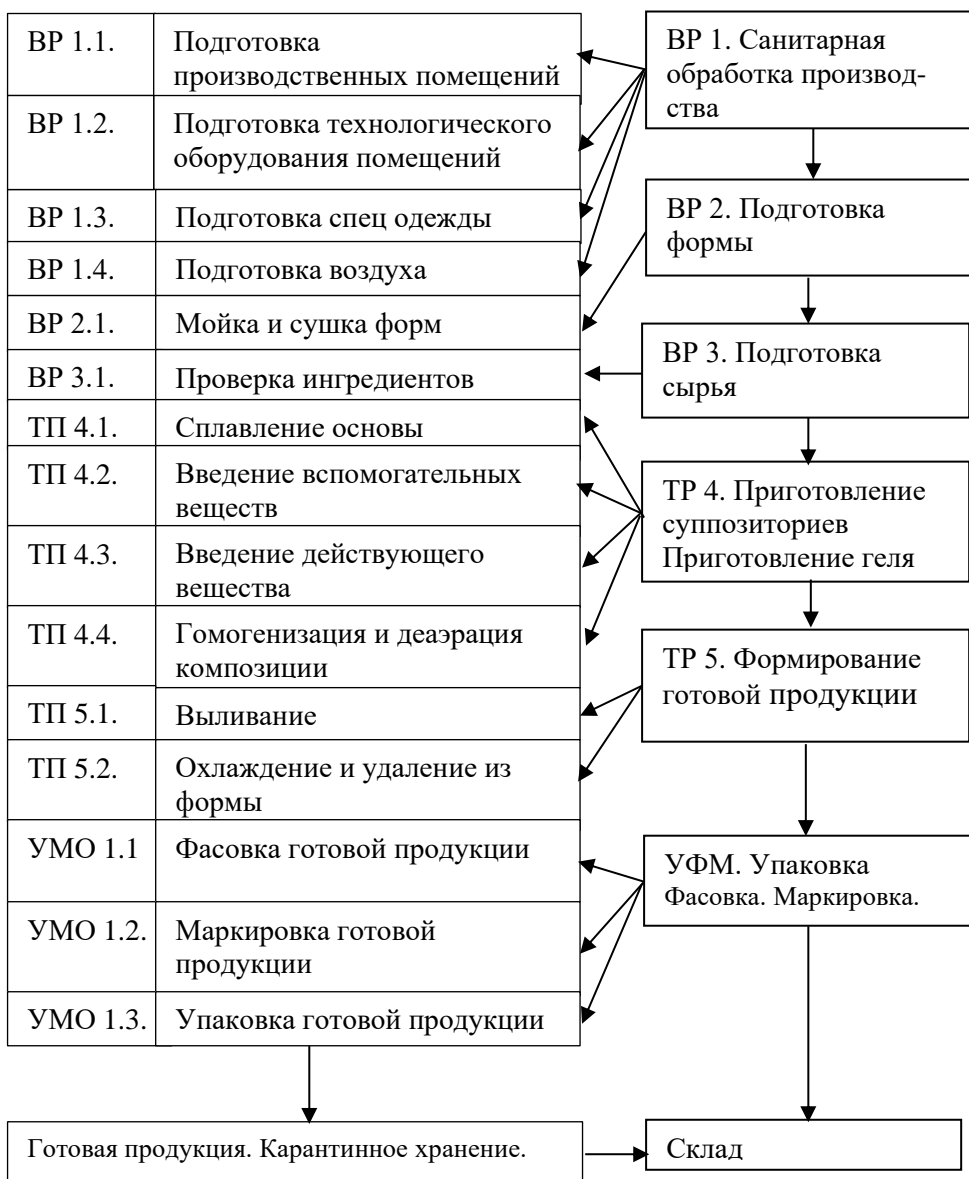 ВР 1.1.
Подготовка
производственных помещений
ВР 1.2.
Подготовка технологического
оборудования помещений
ВР 1.3.
Подготовка спец одежды
ВР 1.4.
Подготовка воздуха
ВР 2.1.
Мойка и сушка форм
ВР 3.1.
Проверка ингредиентов
ТП 4.1.
Сплавление основы
ТП 4.2.
Введение вспомогательных
веществ
ТП 4.3.
Введение действующего
вещества
ТП 4.4.
Гомогенизация и деаэрация
композиции
ТП 5.1.
Выливание
ТП 5.2.
Охлаждение и удаление из
формы
УМО 1.1
Фасовка готовой продукции
УМО 1.2.
Маркировка готовой
продукции
УМО 1.3.
Упаковка готовой продукции
Готовая продукция. Карантинное хранение.
ВР 1. Санитарная
обработка производ-
ства
ВР 2. Подготовка
формы
ВР 3. Подготовка
сырья
ТР 4. Приготовление
суппозиториев
Приготовление геля
ТР 5. Формирование
готовой продукции
УФМ. Упаковка
Фасовка. Маркировка.
Склад